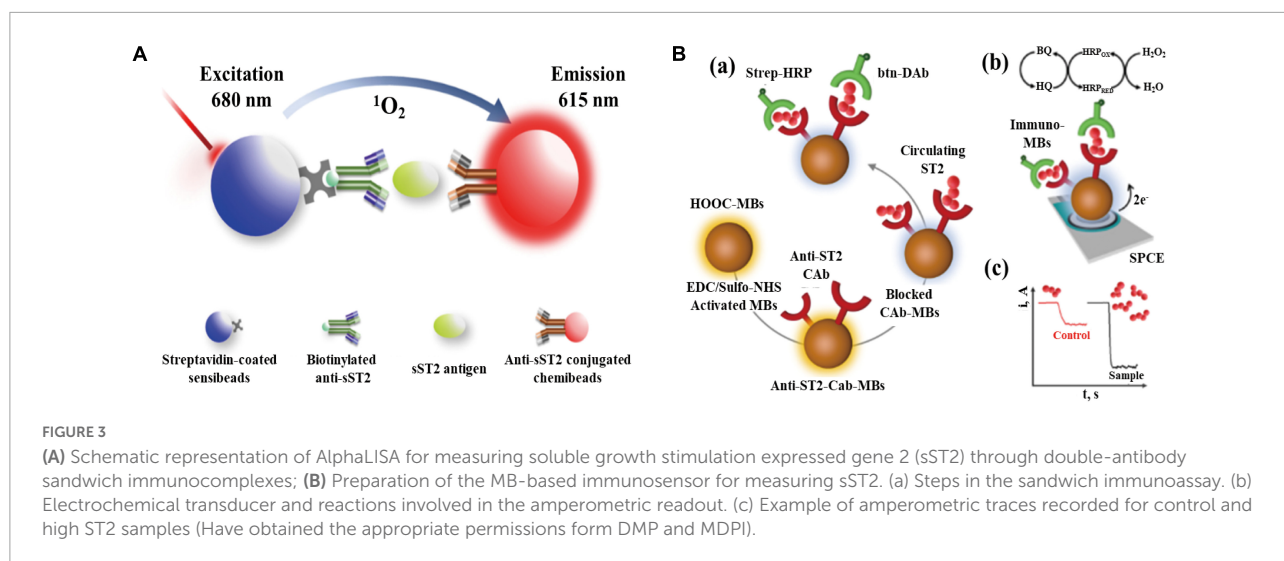 A
Excitation
680 nm
¹O₂
Emission
615 nm
Streptavidin-coated
sensibeads
Biotinylated
anti-sST2
sST2 antigen
Anti-sST2 conjugated
chemibeads
B
(a)
Strep-HRP
btn-DAb
Circulating
ST2
HOOC-MBs
EDC/Sulfo-NHS
Activated MBs
Anti-ST2
CAb
Blocked
CAb-MBs
Anti-ST2-Cab-MBs
(b)
BQ
HRPOX
H₂O₂
HQ
HRPRED
H₂O
Immuno-
MBs
2e⁻
SPCE
(c)
i, A
Control
Sample
t, s
FIGURE 3
(A) Schematic representation of AlphaLISA for measuring soluble growth stimulation expressed gene 2 (sST2) through double-antibody
sandwich immunocomplexes; (B) Preparation of the MB-based immunosensor for measuring sST2. (a) Steps in the sandwich immunoassay. (b)
Electrochemical transducer and reactions involved in the amperometric readout. (c) Example of amperometric traces recorded for control and
high ST2 samples (Have obtained the appropriate permissions form DMP and MDPI).